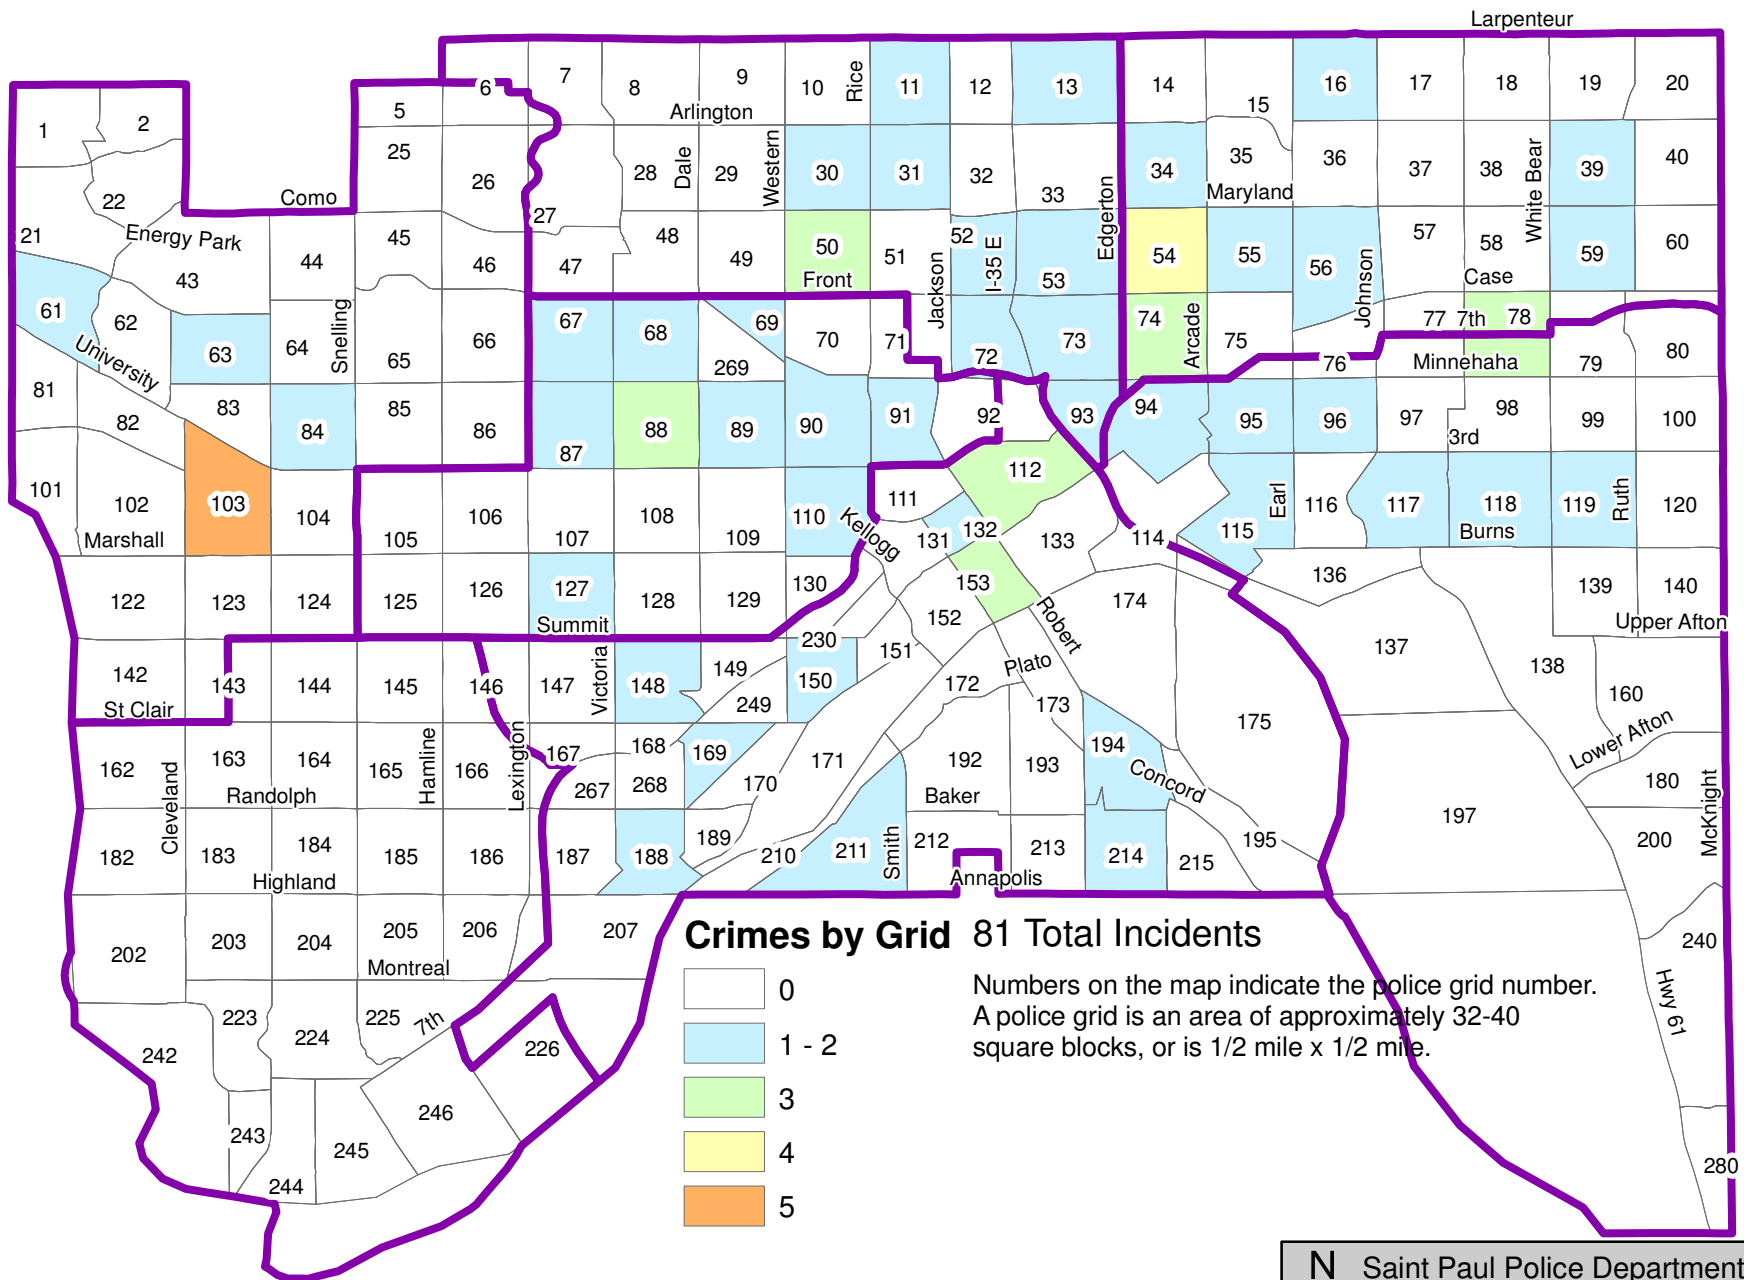 Larpenteur
6 7 8 9 10 Rice 11 12 13 14 15 16 17 18 19 20
1 2 5 Arlington
25 26 28 Dale 29 Western 30 31 32 33 34 35 36 37 38 White Bear 39 40
22 Como 27 Maryland
21 Energy Park 43 44 45 46 47 48 49 50 51 52 I-35 E 53 Edgerton 54 55 56 57 58 59 60
Front Jackson Johnson Case
61 62 63 64 Snelling 65 66 67 68 69 269 70 71 72 73 74 Arcade 75 76 77 7th 78 79 80
University Minnehaha
81 82 83 84 85 86 87 88 89 90 91 92 93 94 95 96 97 98 99 100
3rd
101 102 103 104 105 106 107 108 109 110 111 112 114 115 Earl 116 117 118 119 Ruth 120
Marshall Kellogg 131 132 133 Burns
122 123 124 125 126 127 128 129 130 153 152 174 136 139 140
Summit 230 151 Robert Upper Afton
142 143 144 145 146 147 Victoria 148 149 249 150 172 Plato 173 175 137 138 160
St Clair Lower Afton
162 Cleveland 163 164 165 Hamline 166 Lexington 167 267 168 268 169 170 171 192 193 194 Concord 197 180 McKnight
Randolph Baker
182 183 184 185 186 187 188 189 210 211 Smith 212 213 214 215 195 200
Highland Annapolis
202 203 204 205 206 207 240
Montreal Hwy 61
242 223 224 225 7th 226
243 244 245 246 280
Crimes by Grid 81 Total Incidents
0
1 - 2
3
4
5
Numbers on the map indicate the police grid number.
A police grid is an area of approximately 32-40
square blocks, or is 1/2 mile x 1/2 mile.
N Saint Paul Police Department